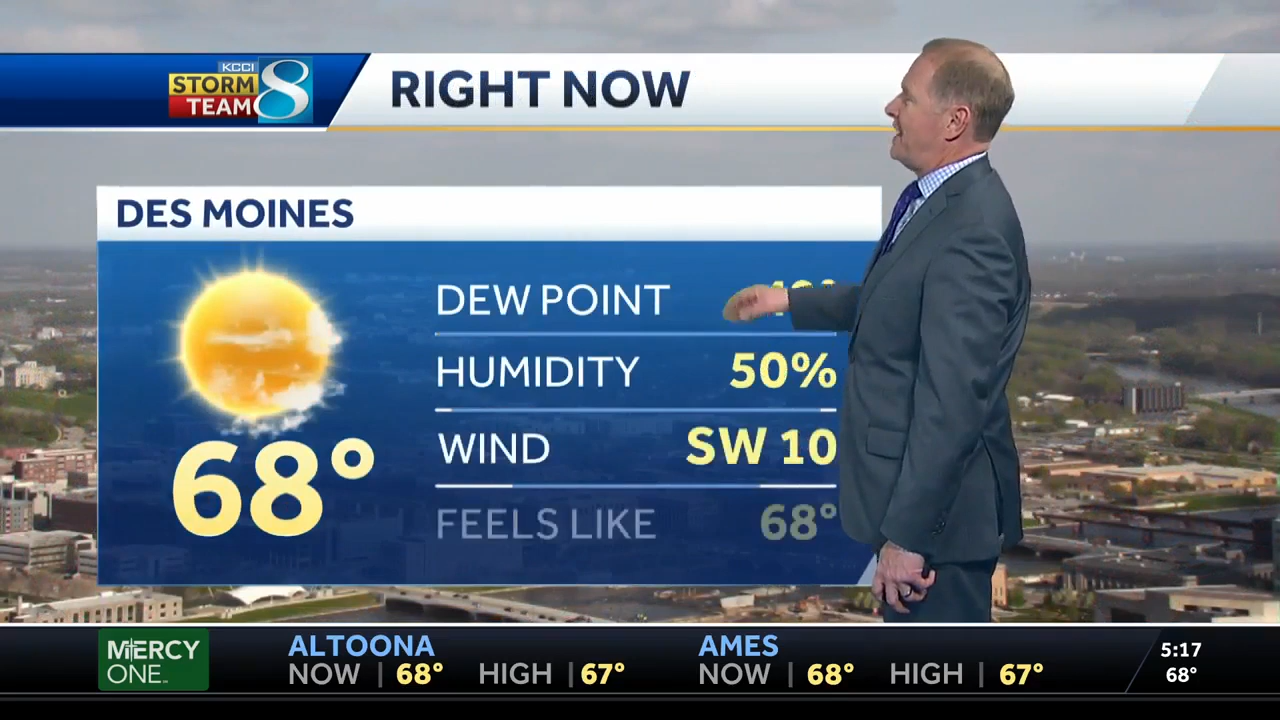 KCCI
STORM
TEAM 8
RIGHT NOW
DES MOINES
68°
DEW POINT
HUMIDITY 50%
WIND SW 10
FEELS LIKE 68°
MERCY
ONE
ALTOONA
NOW | 68° HIGH | 67°
AMES
NOW | 68° HIGH | 67°
5:17
68°